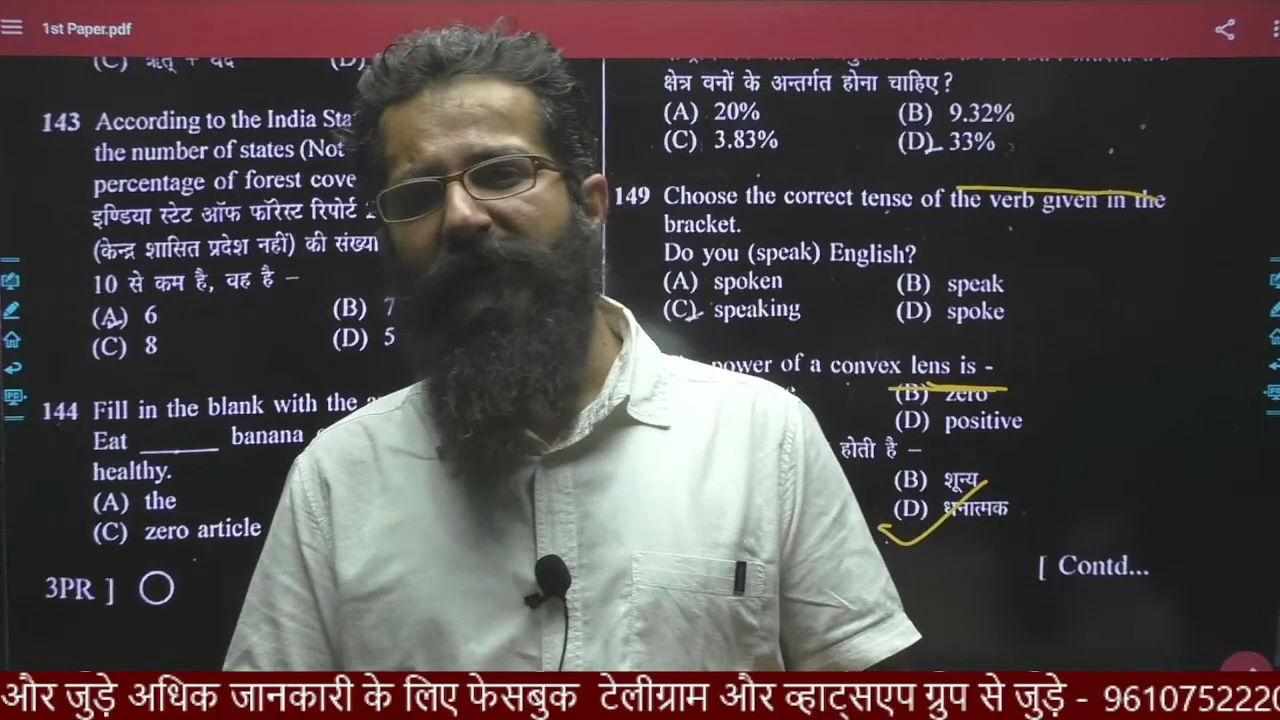 1st Paper.pdf
(C) ऋत् +
143 According to the India
the number of states (Not
percentage of forest cove
इण्डिया स्टेट ऑफ फॉरेस्ट रिपोर्ट
(केन्द्र शासित प्रदेश नहीं) की संख्या
10 से कम है, वह है –
(A) 6
(B) 7
(C) 8
(D) 5
144 Fill in the blank with the
Eat ______ banana
healthy.
(A) the
(C) zero article
3PR ]
क्षेत्र वनों के अन्तर्गत होना चाहिए ?
(A) 20%
(B) 9.32%
(C) 3.83%
(D) 33%
149 Choose the correct tense of the verb given in the
bracket.
Do you (speak) English?
(A) spoken
(B) speak
(C) speaking
(D) spoke
power of a convex lens is -
(B) zero
(D) positive
होती है –
(B) शून्य
(D) धनात्मक
[ Contd...
और जुड़े अधिक जानकारी के लिए फेसबुक टेलीग्राम और व्हाट्सएप ग्रुप से जुड़े - 961075222